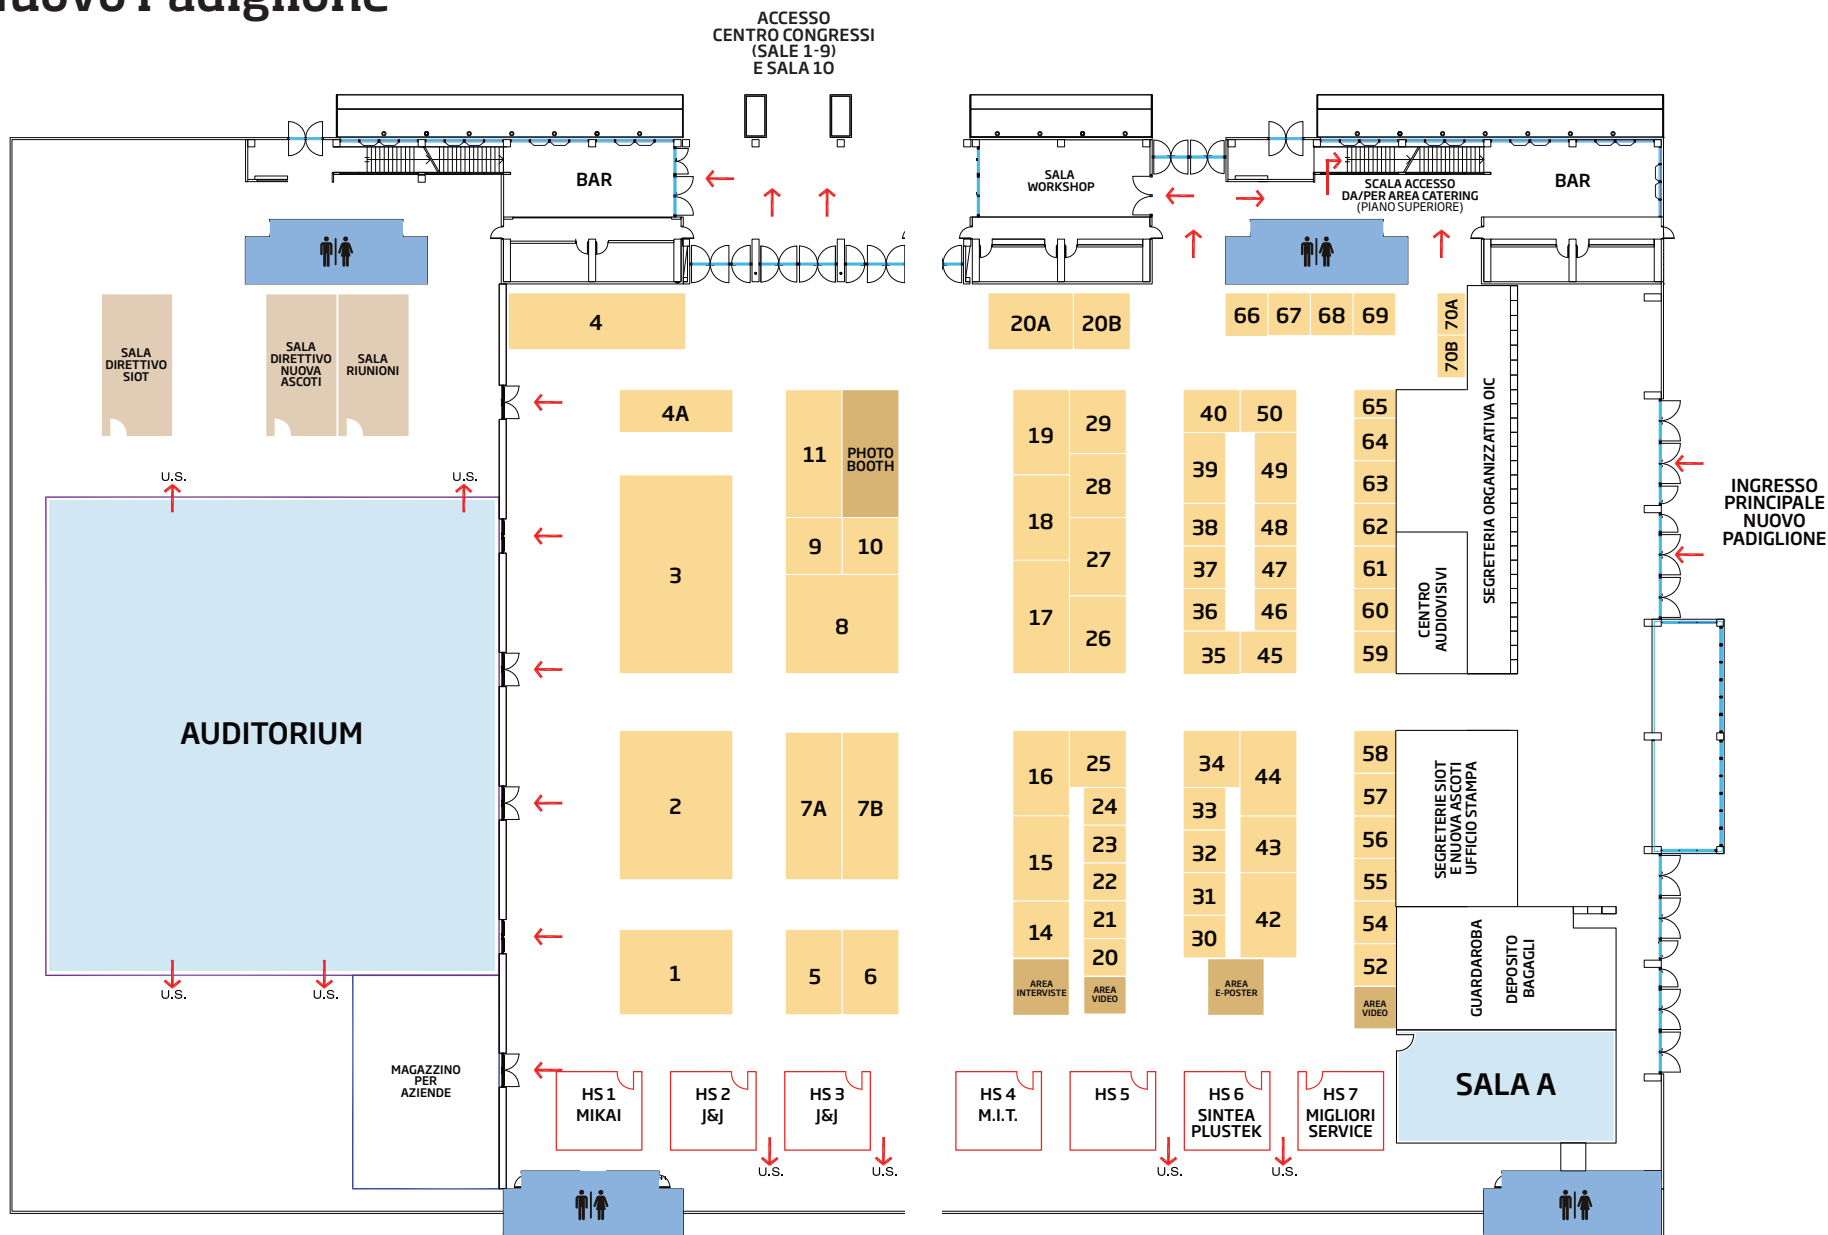 Nuovo Padiglione
ACCESSO
CENTRO CONGRESSI
(SALE 1-9)
E SALA 10
BAR
SALA
WORKSHOP
SCALA ACCESSO
DA/PER AREA CATERING
(PIANO SUPERIORE)
BAR
SALA
DIRETTIVO
SIOT
SALA
DIRETTIVO
NUOVA
ASCOTI
SALA
RIUNIONI
4
20A
20B
66
67
68
69
70A
70B
4A
11
PHOTO
BOOTH
9
10
3
8
19
29
18
28
17
27
26
40
50
39
49
38
48
37
47
36
46
35
45
65
64
63
62
61
60
59
CENTRO
AUDIOVISIVI
SEGRETERIA ORGANIZZATIVA OIC
INGRESSO
PRINCIPALE
NUOVO
PADIGLIONE
U.S.
U.S.
AUDITORIUM
U.S.
U.S.
2
7A
7B
1
5
6
16
25
24
15
23
22
14
21
20
AREA
INTERVISTE
AREA
VIDEO
34
44
33
32
43
31
42
30
AREA
E-POSTER
58
57
56
55
54
52
AREA
VIDEO
SEGRETERIE SIOT
E NUOVA ASCOTI
UFFICIO STAMPA
GUARDAROBA
DEPOSITO
BAGAGLI
SALA A
MAGAZZINO
PER
AZIENDE
HS 1
MIKAI
HS 2
J&J
HS 3
J&J
HS 4
M.I.T.
HS 5
HS 6
SINTEA
PLUSTEK
HS 7
MIGLIORI
SERVICE
U.S.
U.S.
U.S.
U.S.